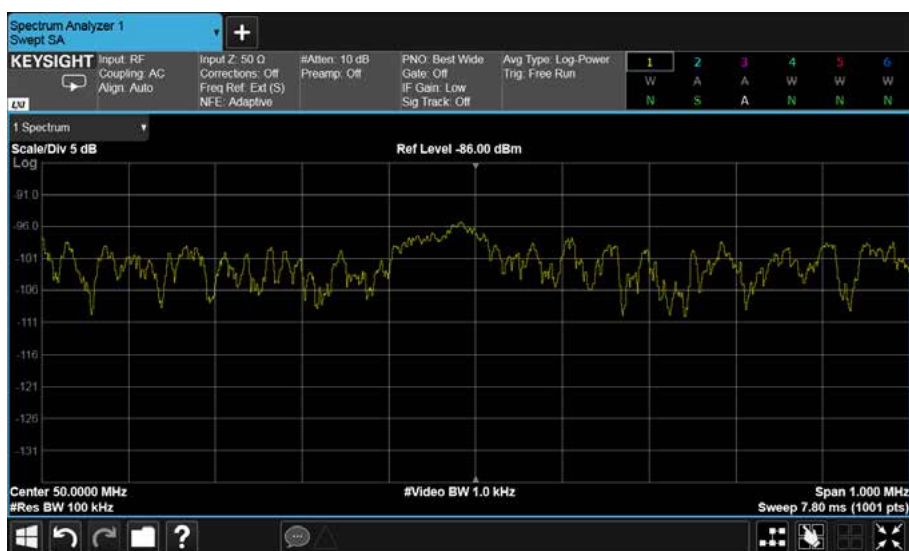 Spectrum Analyzer 1
Swept SA
+
KEYSIGHT Input: RF Input Z: 50 Ω #Atten: 10 dB PNO: Best Wide Avg Type: Log-Power 1 2 3 4 5 6
Coupling: AC Corrections: Off Preamp: Off Gate: Off Trig: Free Run W A A W W W
Align: Auto Freq Ref: Ext (S) IF Gain: Low
LXI NFE: Adaptive Sig Track: Off N S A N N N
1 Spectrum
Scale/Div 5 dB Ref Level -86.00 dBm
Log
-91.0
-96.0
-101
-106
-111
-116
-121
-126
-131
Center 50.0000 MHz #Video BW 1.0 kHz Span 1.000 MHz
#Res BW 100 kHz Sweep 7.80 ms (1001 pts)
?